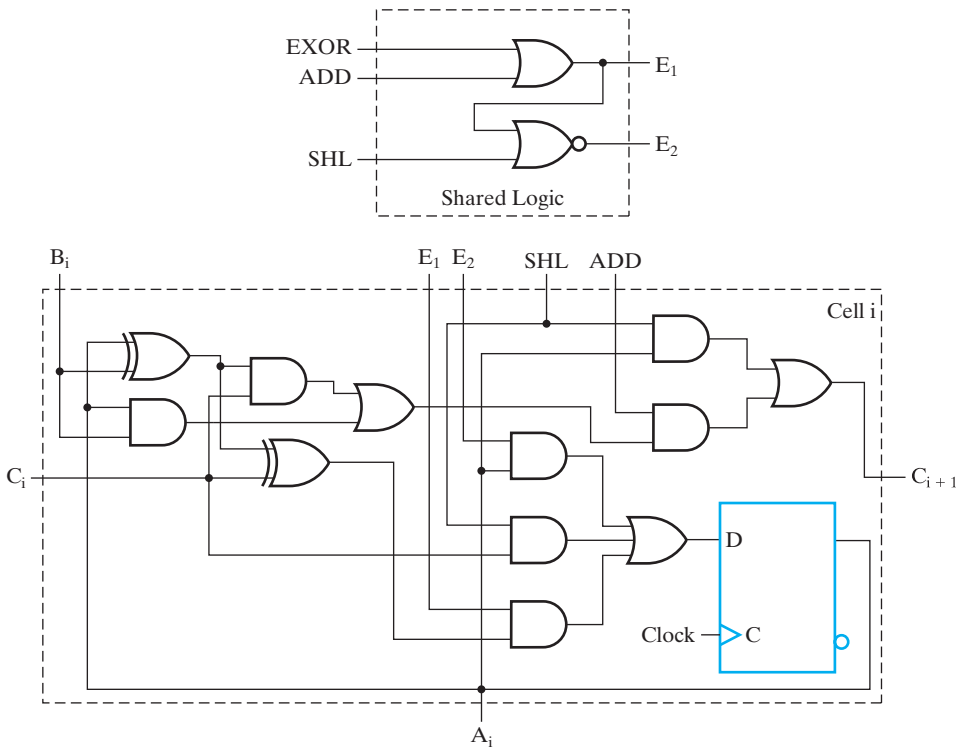 EXOR
ADD
E₁
E₂
SHL
Shared Logic
Bᵢ
E₁ E₂ SHL ADD
Cell i
Cᵢ
Cᵢ₊₁
D
Clock
C
Aᵢ